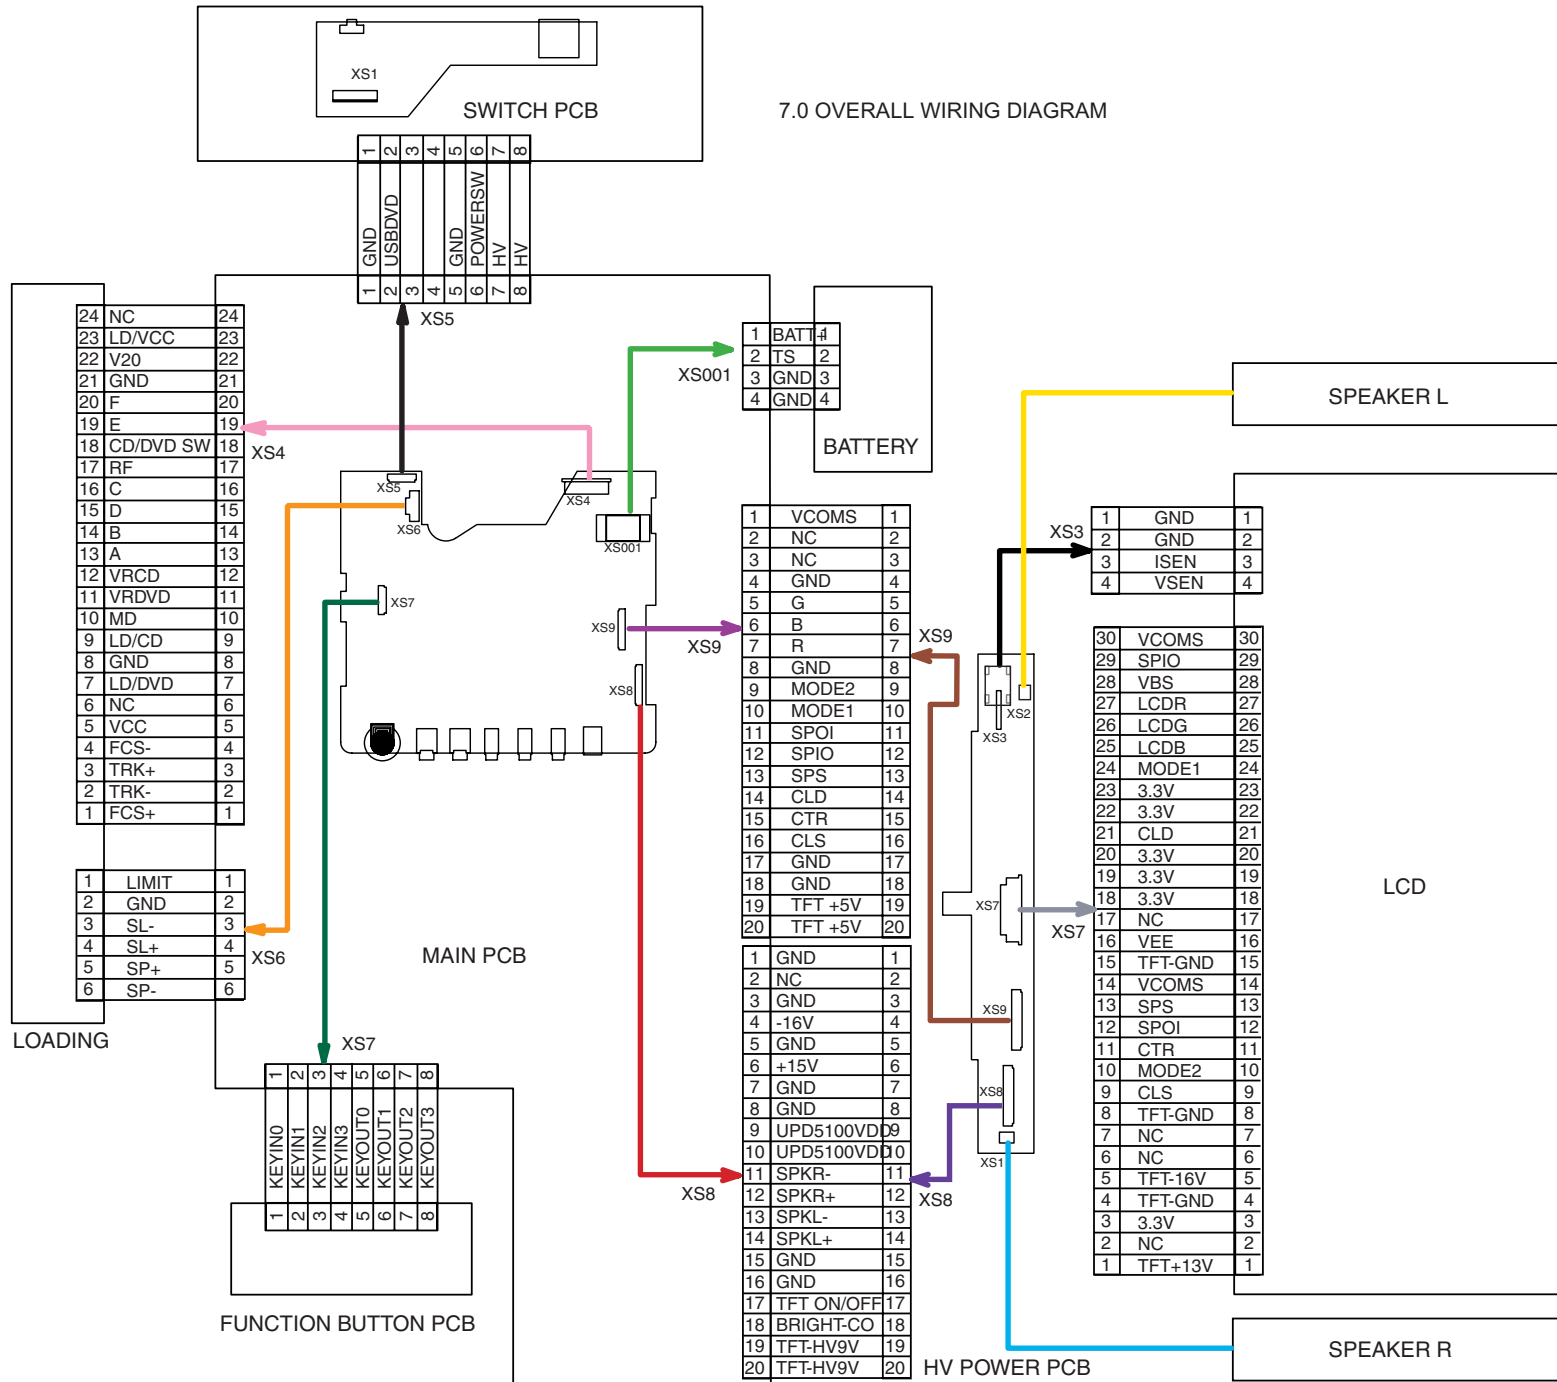 XS1
SWITCH PCB
7.0 OVERALL WIRING DIAGRAM
1 2 3 4 5 6 7 8
GND USBDVD GND POWERSW HV HV
1 2 3 4 5 6 7 8
XS5
24 NC 24
23 LD/VCC 23
22 V20 22
21 GND 21
20 F 20
19 E 19
18 CD/DVD SW 18
17 RF 17
16 C 16
15 D 15
14 B 14
13 A 13
12 VRCD 12
11 VRDVD 11
10 MD 10
9 LD/CD 9
8 GND 8
7 LD/DVD 7
6 NC 6
5 VCC 5
4 FCS- 4
3 TRK+ 3
2 TRK- 2
1 FCS+ 1
XS4
1 LIMIT 1
2 GND 2
3 SL- 3
4 SL+ 4
5 SP+ 5
6 SP- 6
XS6
LOADING
XS5
XS6
XS4
XS001
XS7
XS9
XS8
MAIN PCB
XS7
1 2 3 4 5 6 7 8
KEYIN0 KEYIN1 KEYIN2 KEYIN3 KEYOUT0 KEYOUT1 KEYOUT2 KEYOUT3
1 2 3 4 5 6 7 8
FUNCTION BUTTON PCB
XS001
1 BATT+ 1
2 TS 2
3 GND 3
4 GND 4
BATTERY
XS9
1 VCOMS 1
2 NC 2
3 NC 3
4 GND 4
5 G 5
6 B 6
7 R 7
8 GND 8
9 MODE2 9
10 MODE1 10
11 SPOI 11
12 SPIO 12
13 SPS 13
14 CLD 14
15 CTR 15
16 CLS 16
17 GND 17
18 GND 18
19 TFT +5V 19
20 TFT +5V 20
XS9
1 GND 1
2 NC 2
3 GND 3
4 -16V 4
5 GND 5
6 +15V 6
7 GND 7
8 GND 8
9 UPD5100VDD 9
10 UPD5100VDD 10
11 SPKR- 11
12 SPKR+ 12
13 SPKL- 13
14 SPKL+ 14
15 GND 15
16 GND 16
17 TFT ON/OFF 17
18 BRIGHT-CO 18
19 TFT-HV9V 19
20 TFT-HV9V 20
XS8
XS8
HV POWER PCB
XS2
XS3
XS7
XS9
XS8
XS1
SPEAKER L
XS3
1 GND 1
2 GND 2
3 ISEN 3
4 VSEN 4
30 VCOMS 30
29 SPIO 29
28 VBS 28
27 LCDR 27
26 LCDG 26
25 LCDB 25
24 MODE1 24
23 3.3V 23
22 3.3V 22
21 CLD 21
20 3.3V 20
19 3.3V 19
18 3.3V 18
17 NC 17
16 VEE 16
15 TFT-GND 15
14 VCOMS 14
13 SPS 13
12 SPOI 12
11 CTR 11
10 MODE2 10
9 CLS 9
8 TFT-GND 8
7 NC 7
6 NC 6
5 TFT-16V 5
4 TFT-GND 4
3 3.3V 3
2 NC 2
1 TFT+13V 1
XS7
LCD
SPEAKER R